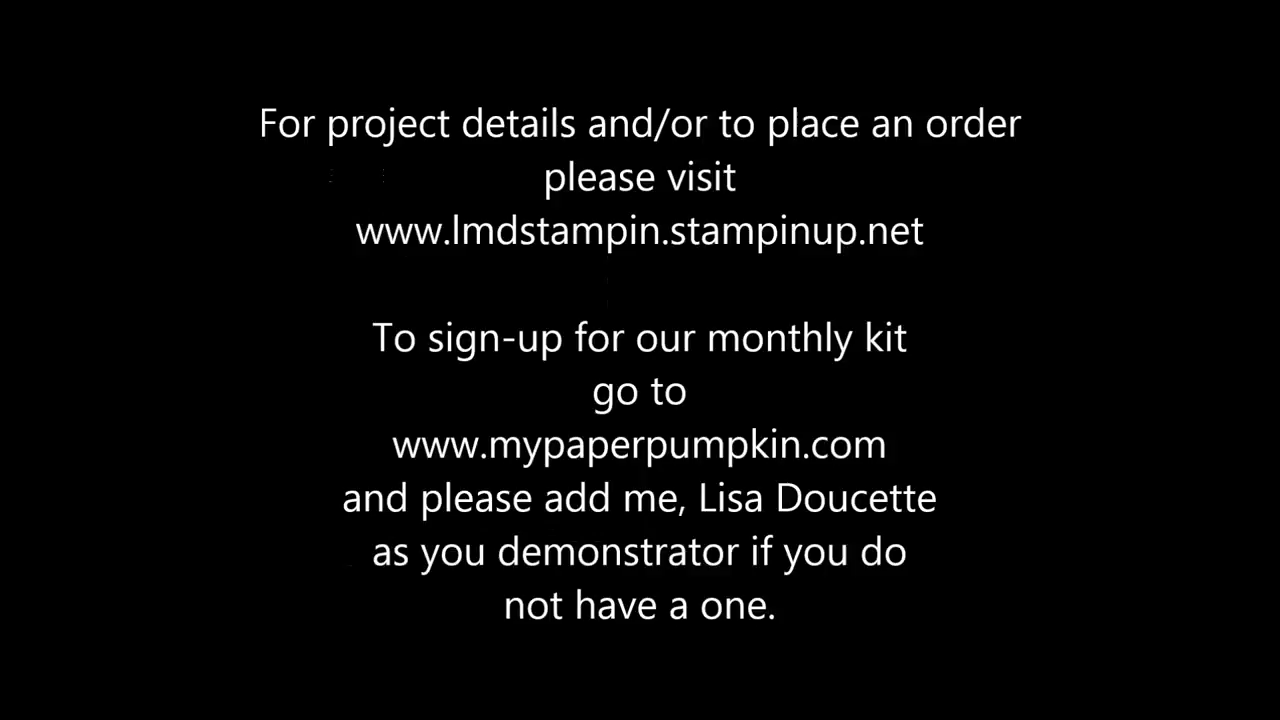 For project details and/or to place an order
please visit
www.lmdstampin.stampinup.net
To sign-up for our monthly kit
go to
www.mypaperpumpkin.com
and please add me, Lisa Doucette
as you demonstrator if you do
not have a one.